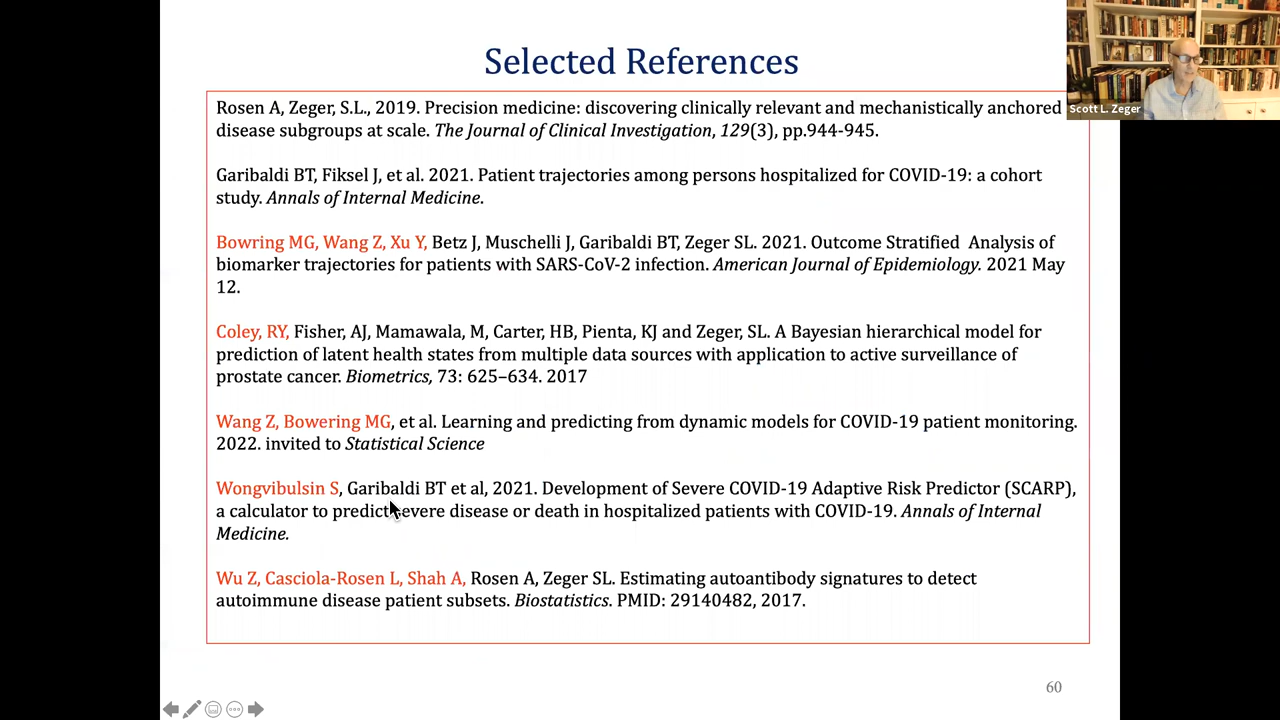 Selected References
Rosen A, Zeger, S.L., 2019. Precision medicine: discovering clinically relevant and mechanistically anchored
disease subgroups at scale. The Journal of Clinical Investigation, 129(3), pp.944-945.
Garibaldi BT, Fiksel J, et al. 2021. Patient trajectories among persons hospitalized for COVID-19: a cohort
study. Annals of Internal Medicine.
Bowring MG, Wang Z, Xu Y, Betz J, Muschelli J, Garibaldi BT, Zeger SL. 2021. Outcome Stratified Analysis of
biomarker trajectories for patients with SARS-CoV-2 infection. American Journal of Epidemiology. 2021 May
12.
Coley, RY, Fisher, AJ, Mamawala, M, Carter, HB, Pienta, KJ and Zeger, SL. A Bayesian hierarchical model for
prediction of latent health states from multiple data sources with application to active surveillance of
prostate cancer. Biometrics, 73: 625–634. 2017
Wang Z, Bowering MG, et al. Learning and predicting from dynamic models for COVID-19 patient monitoring.
2022. invited to Statistical Science
Wongvibulsin S, Garibaldi BT et al, 2021. Development of Severe COVID-19 Adaptive Risk Predictor (SCARP),
a calculator to predict severe disease or death in hospitalized patients with COVID-19. Annals of Internal
Medicine.
Wu Z, Casciola-Rosen L, Shah A, Rosen A, Zeger SL. Estimating autoantibody signatures to detect
autoimmune disease patient subsets. Biostatistics. PMID: 29140482, 2017.
60
Scott L. Zeger